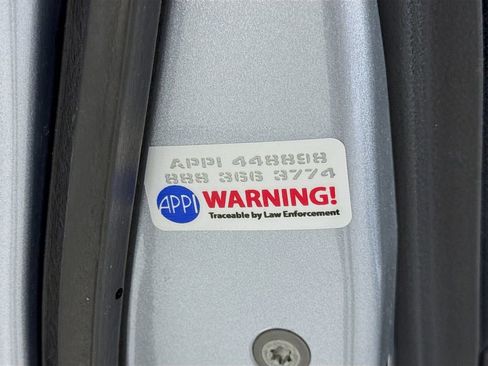 APPI 448898
888 366 3774
APPI WARNING!
Traceable by Law Enforcement